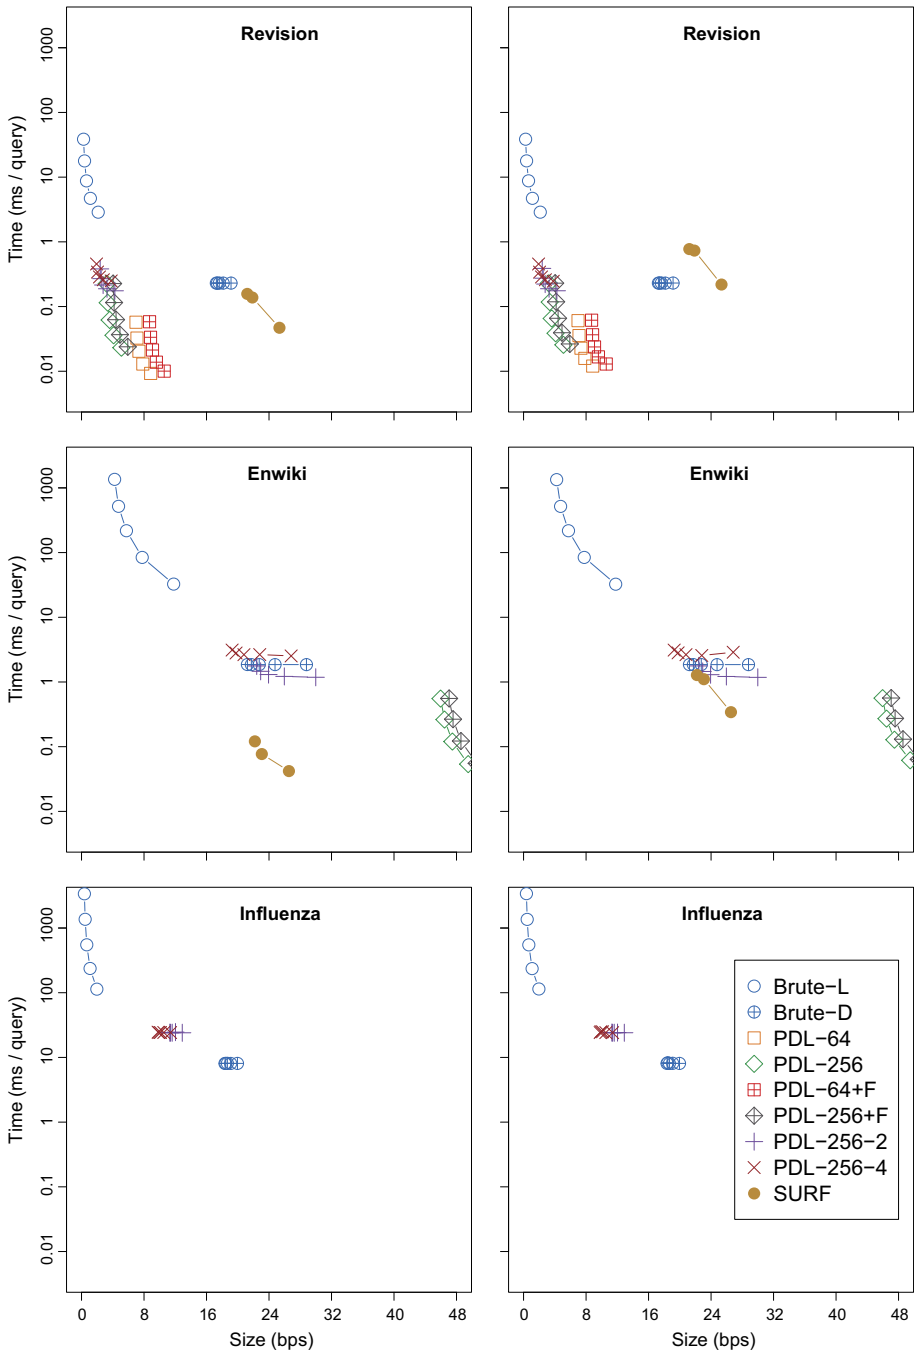 Revision
Revision
Time (ms / query)
1000
100
10
1
0.1
0.01
Enwiki
Enwiki
Time (ms / query)
1000
100
10
1
0.1
0.01
Influenza
Influenza
Time (ms / query)
1000
100
10
1
0.1
0.01
Brute−L
Brute−D
PDL−64
PDL−256
PDL−64+F
PDL−256+F
PDL−256−2
PDL−256−4
SURF
0 8 16 24 32 40 48
0 8 16 24 32 40 48
Size (bps)
Size (bps)